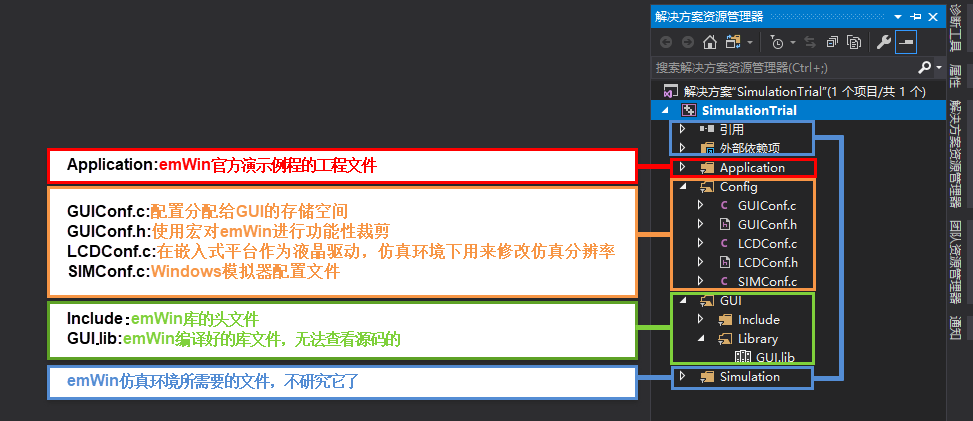 解决方案资源管理器
搜索解决方案资源管理器(Ctrl+;)
解决方案"SimulationTrial"(1 个项目/共 1 个)
SimulationTrial
引用
外部依赖项
Application
Config
GUIConf.c
GUIConf.h
LCDConf.c
LCDConf.h
SIMConf.c
GUI
Include
Library
GUI.lib
Simulation
Application:emWin官方演示例程的工程文件
GUIConf.c:配置分配给GUI的存储空间
GUIConf.h:使用宏对emWin进行功能性裁剪
LCDConf.c:在嵌入式平台作为液晶驱动，仿真环境下用来修改仿真分辨率
SIMConf.c:Windows模拟器配置文件
Include：emWin库的头文件
GUI.lib:emWin编译好的库文件，无法查看源码的
emWin仿真环境所需要的文件，不研究它了
诊断工具
属性
解决方案资源管理器
团队资源管理器
通知